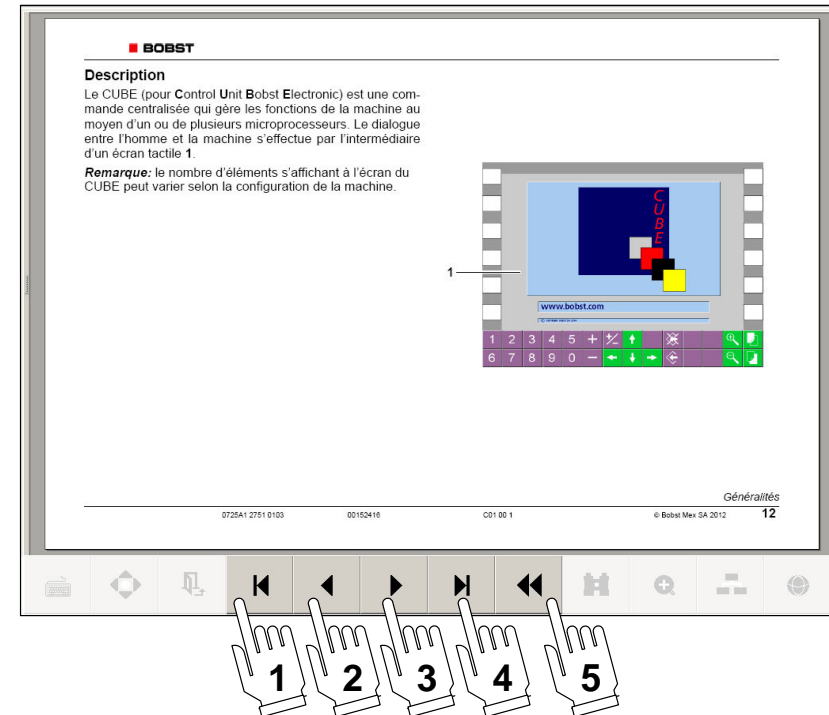 BOBST
Description
Le CUBE (pour Control Unit Bobst Electronic) est une com-
mande centralisée qui gère les fonctions de la machine au
moyen d'un ou de plusieurs microprocesseurs. Le dialogue
entre l'homme et la machine s'effectue par l'intermédiaire
d'un écran tactile 1.
Remarque: le nombre d'éléments s'affichant à l'écran du
CUBE peut varier selon la configuration de la machine.
CUBE
1
www.bobst.com
1 2 3 4 5 + +/-
6 7 8 9 0 −
Généralités
0725A1 2751 0103 00152416 C01 00 1 © Bobst Mex SA 2012 12
1 2 3 4 5